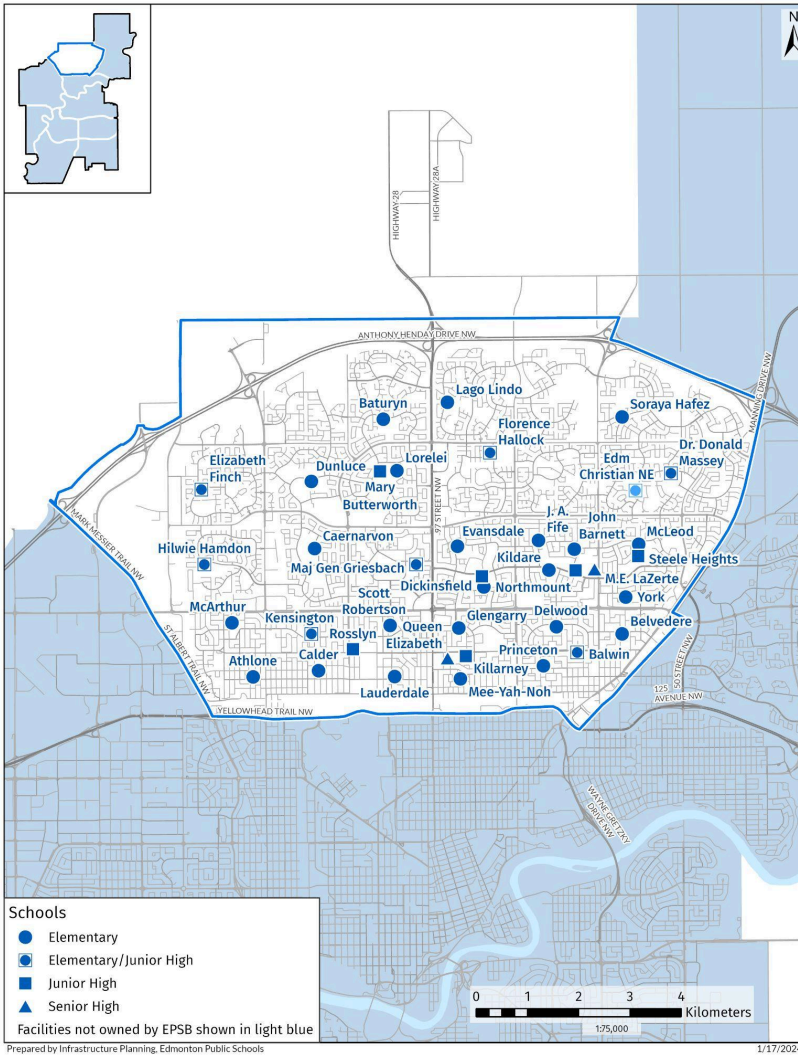 N
HIGHWAY 28
HIGHWAY 28A
ANTHONY HENDAY DRIVE NW
MANNING DRIVE NW
Lago Lindo
Baturyn
Soraya Hafez
Florence
Hallock
Dr. Donald
Massey
Edm
Christian NE
Elizabeth
Finch
Dunluce
Lorelei
Mary
Butterworth
97 STREET NW
MARK MESSIER TRAIL NW
J. A.
Fife
John
Barnett
Evansdale
McLeod
Caernarvon
Hilwie Hamdon
Kildare
Steele Heights
Maj Gen Griesbach
M.E. LaZerte
Dickinsfield
Northmount
York
Scott
Robertson
McArthur
Kensington
Glengarry
Delwood
Belvedere
Rosslyn
Queen
Elizabeth
Princeton
Balwin
ST ALBERT TRAIL NW
Athlone
Calder
Killarney
50 STREET NW
Lauderdale
Mee-Yah-Noh
125
AVENUE NW
YELLOWHEAD TRAIL NW
WAYNE GRETZKY
DRIVE NW
Schools
Elementary
Elementary/Junior High
Junior High
Senior High
Facilities not owned by EPSB shown in light blue
0 1 2 3 4
Kilometers
1:75,000
Prepared by Infrastructure Planning, Edmonton Public Schools
1/17/2024